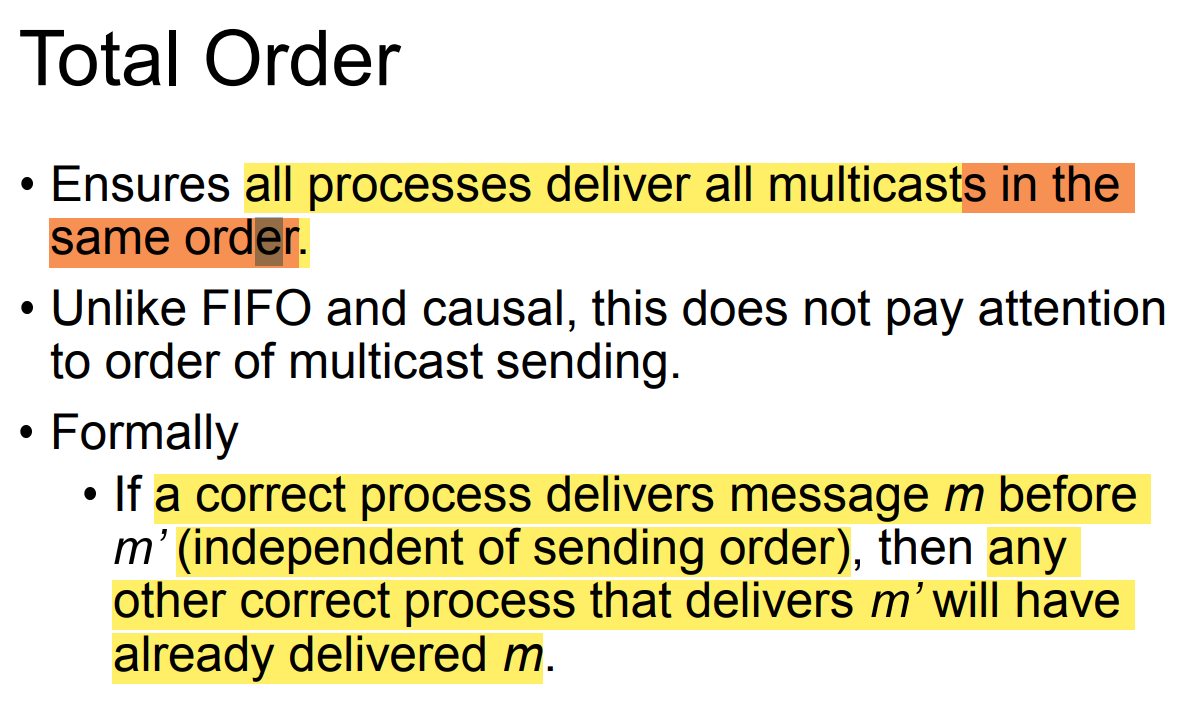 Total Order
• Ensures all processes deliver all multicasts in the
same order.
• Unlike FIFO and causal, this does not pay attention
to order of multicast sending.
• Formally
• If a correct process delivers message m before
m’ (independent of sending order), then any
other correct process that delivers m’ will have
already delivered m.